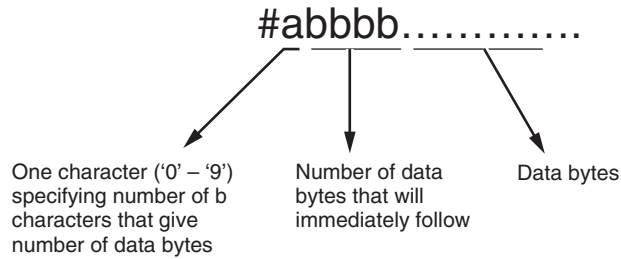 #abbbb.............
One character (‘0’ – ‘9’)
specifying number of b
characters that give
number of data bytes
Number of data
bytes that will
immediately follow
Data bytes